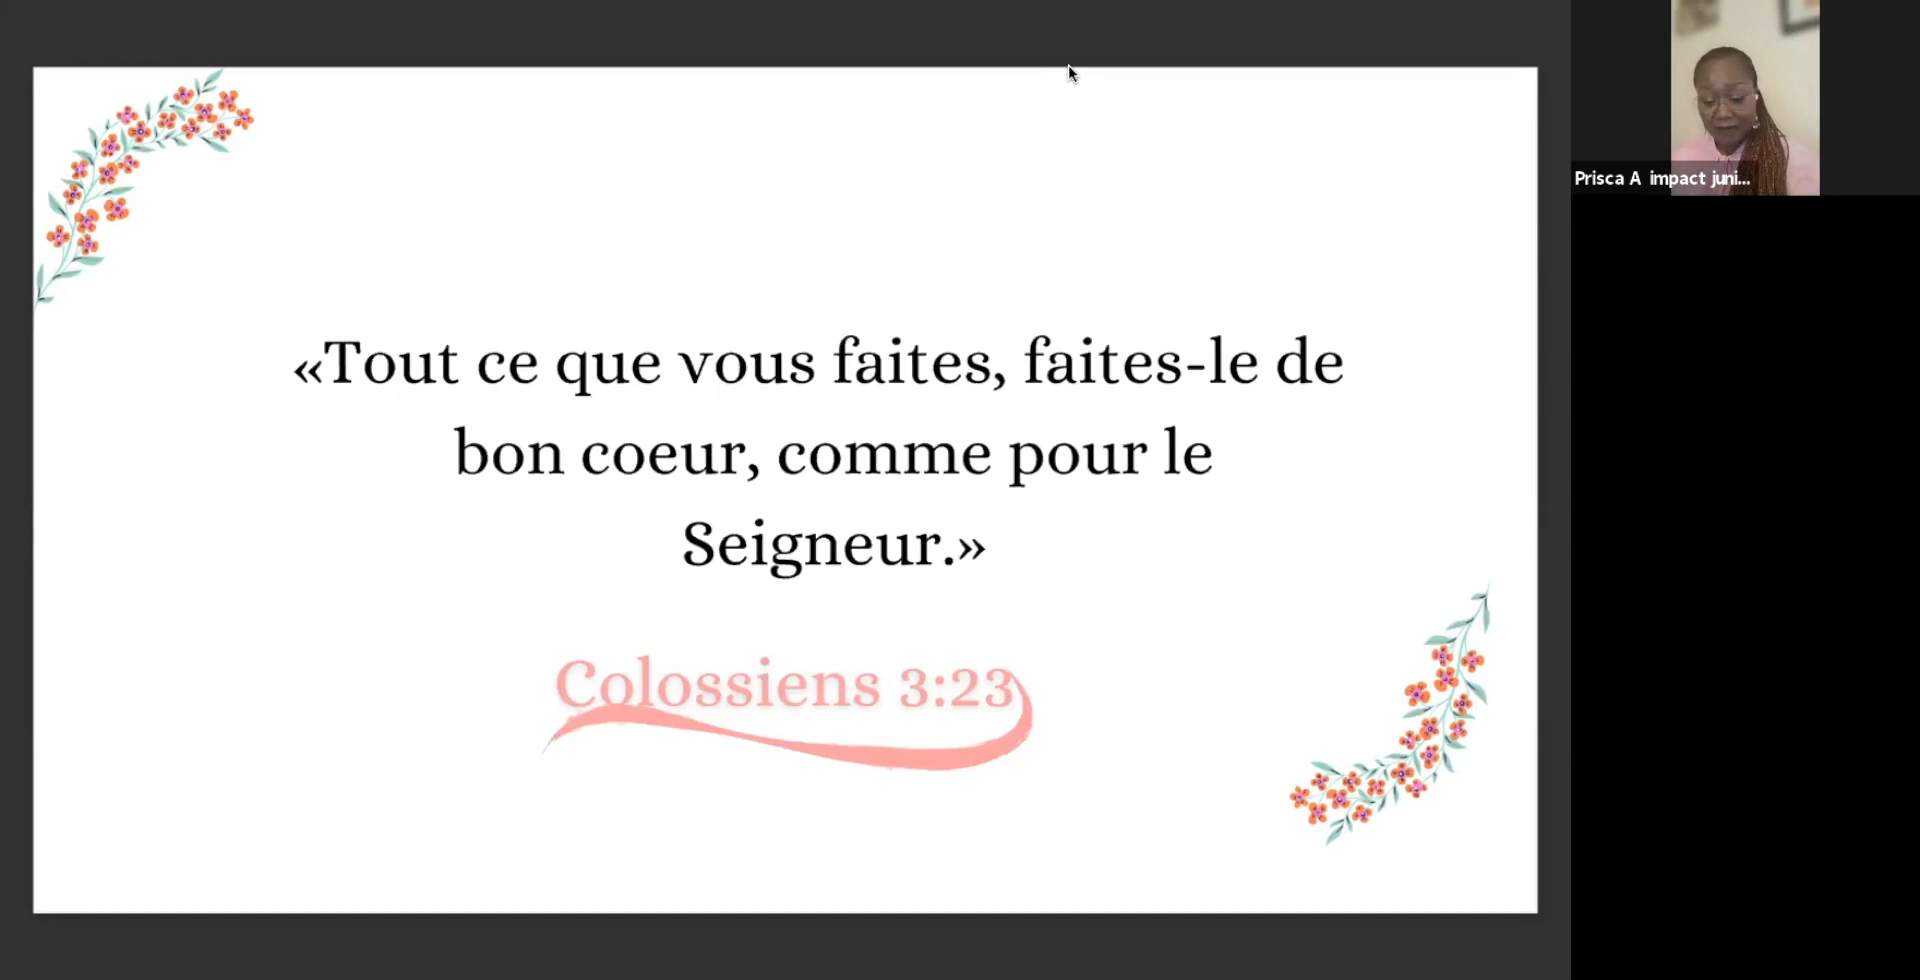 «Tout ce que vous faites, faites-le de
bon coeur, comme pour le
Seigneur.»
Colossiens 3:23
Prisca A impact juni...